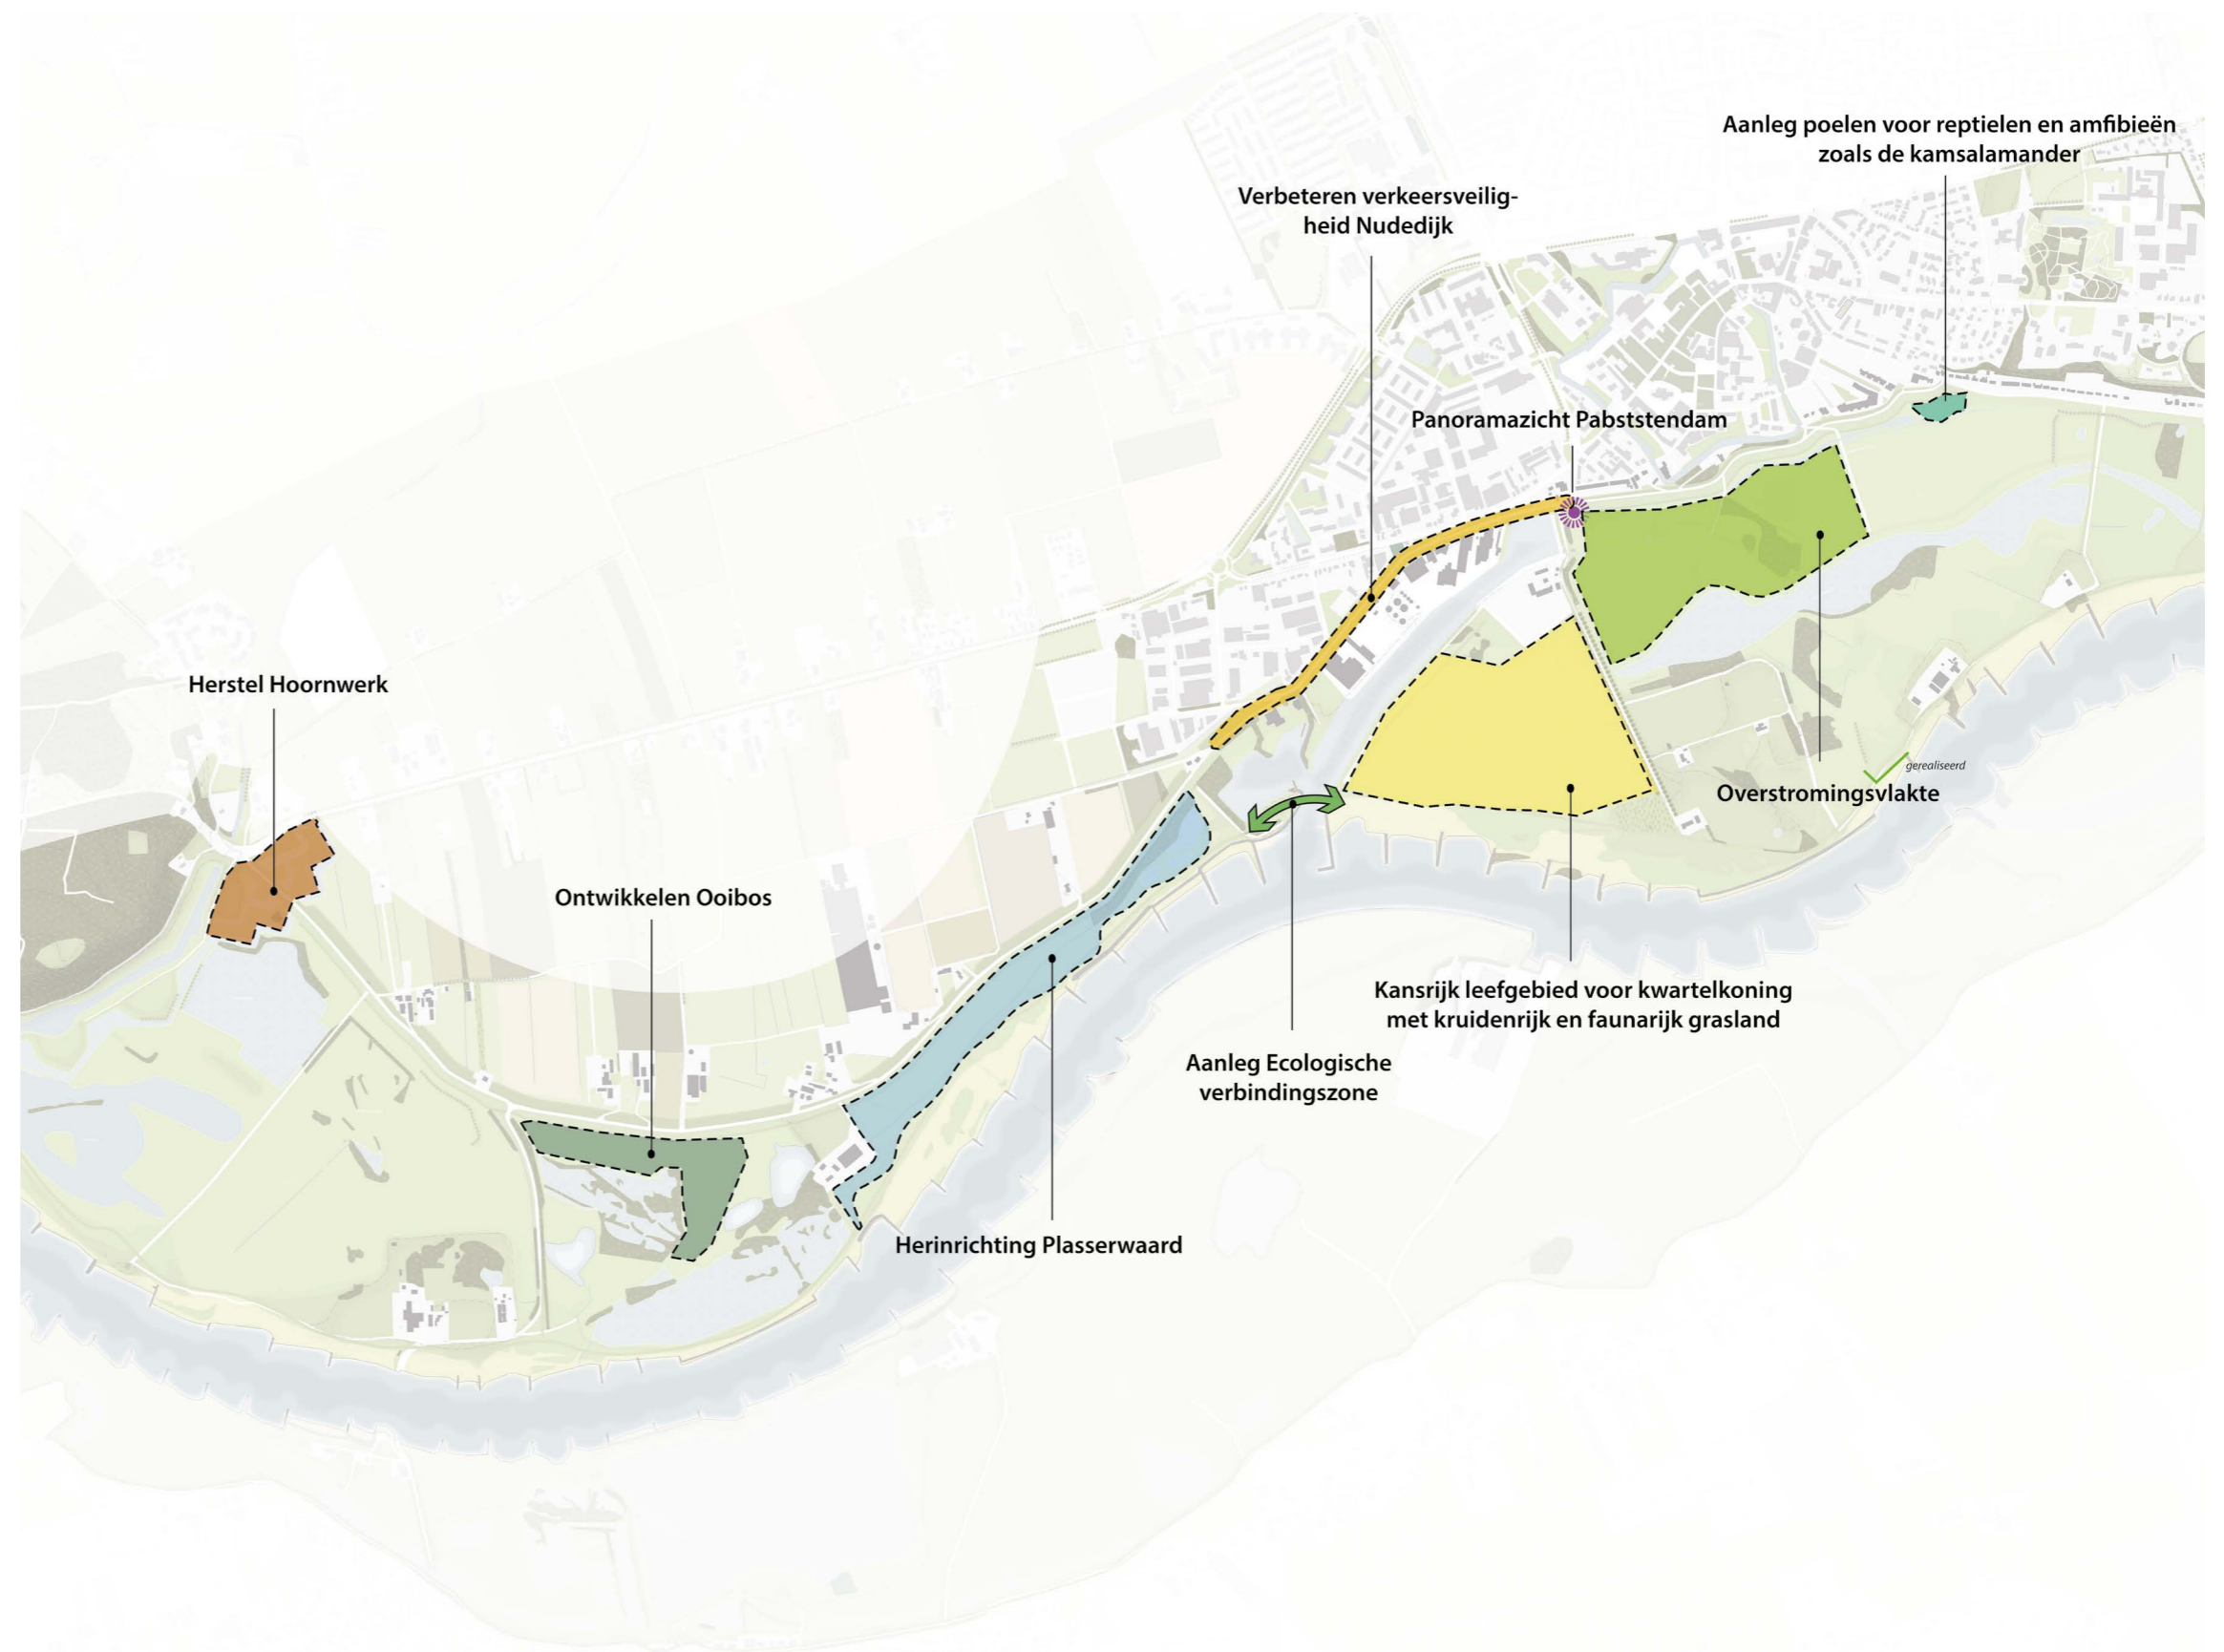 Aanleg poelen voor reptielen en amfibieën
zoals de kamsalamander
Verbeteren verkeersveilig-
heid Nudedijk
Panoramazicht Pabststendam
Herstel Hoornwerk
gerealiseerd
Overstromingsvlakte
Ontwikkelen Ooibos
Kansrijk leefgebied voor kwartelkoning
met kruidenrijk en faunarijk grasland
Aanleg Ecologische
verbindingszone
Herinrichting Plasserwaard